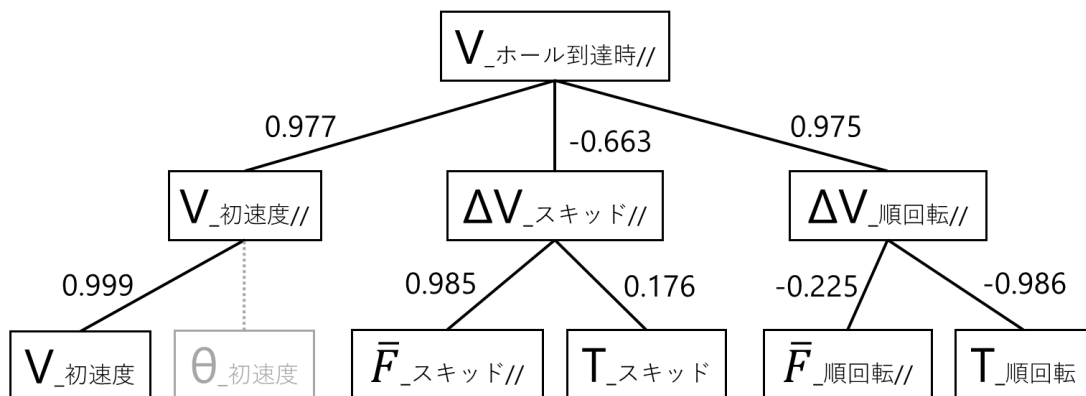 V_ホール到達時//
0.977
-0.663
0.975
V_初速度//
ΔV_スキッド//
ΔV_順回転//
0.999
0.985
0.176
-0.225
-0.986
V_初速度
θ_初速度
F̅_スキッド//
T_スキッド
F̅_順回転//
T_順回転